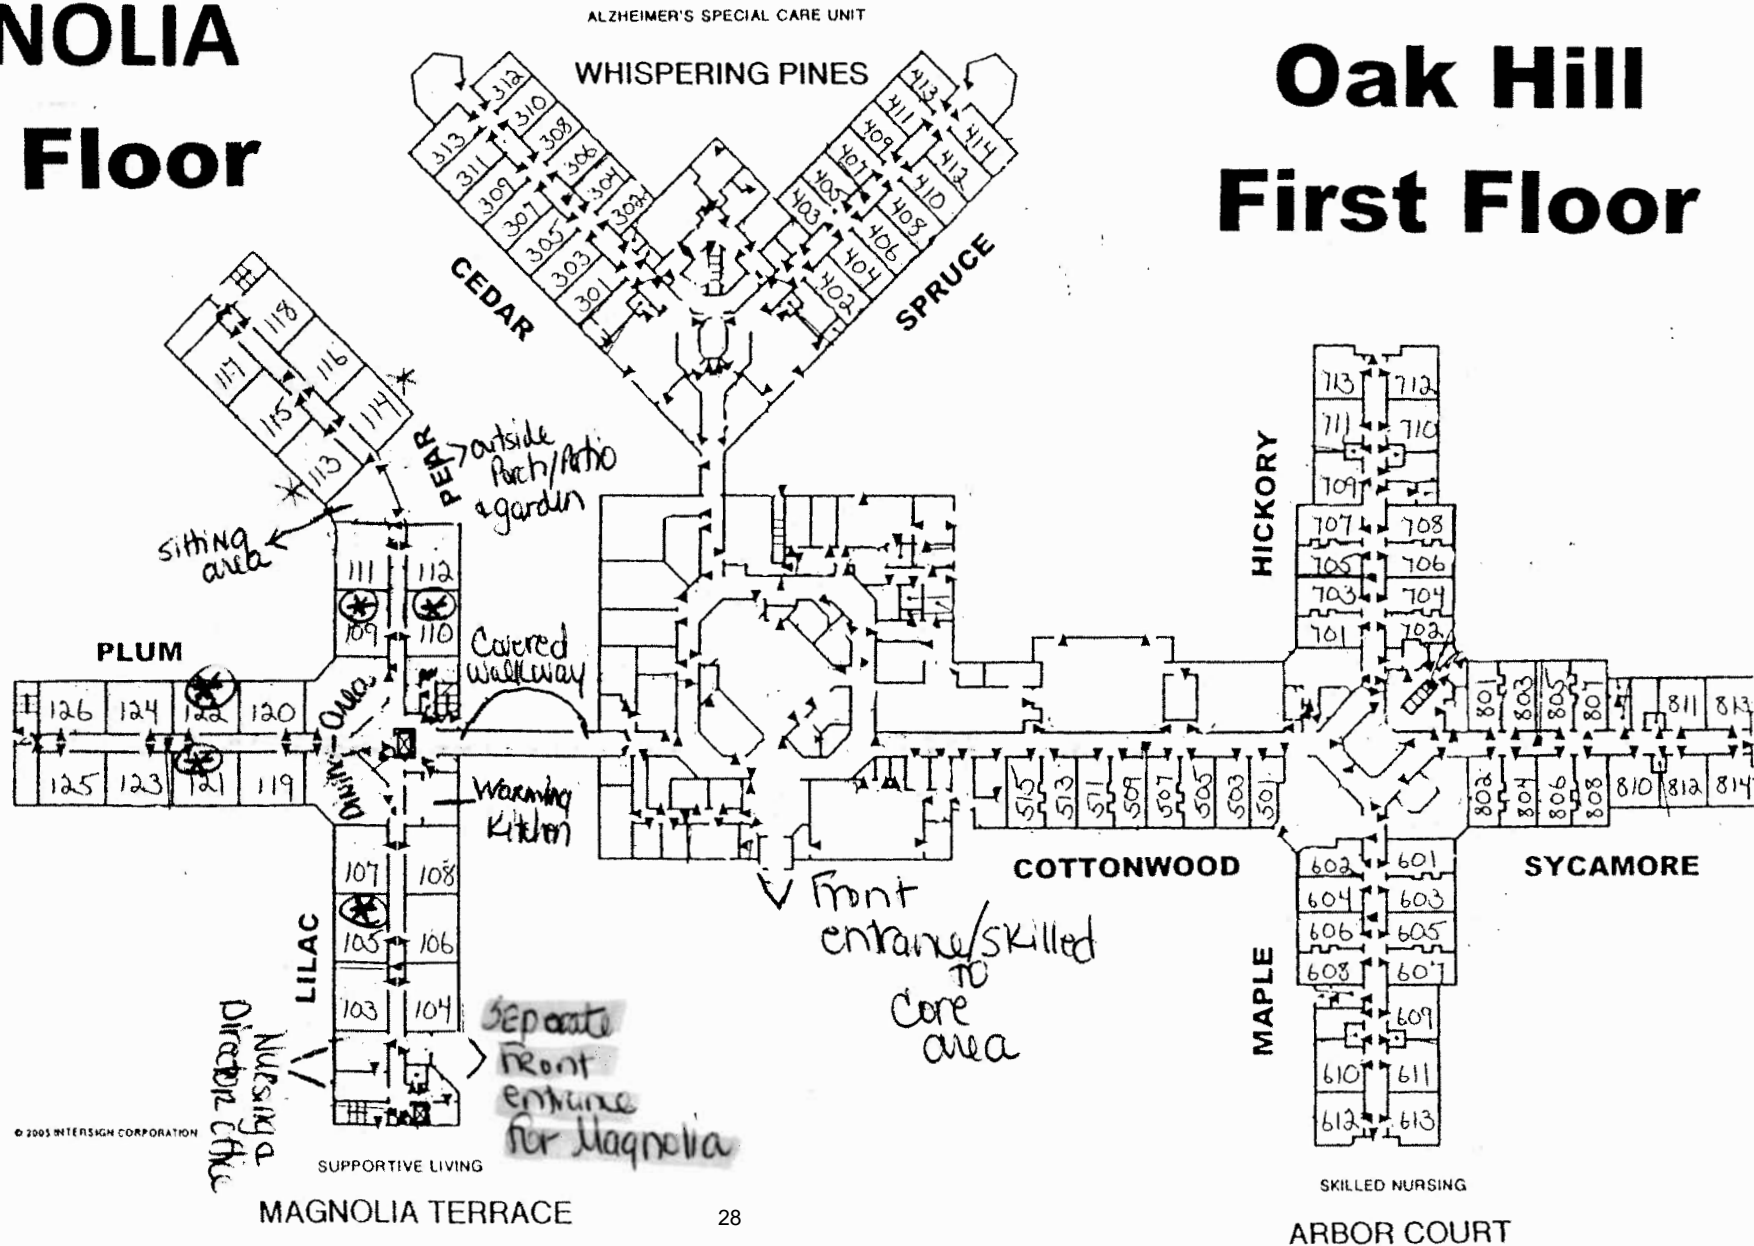 NOLIA
Floor
ALZHEIMER'S SPECIAL CARE UNIT
WHISPERING PINES
Oak Hill
First Floor
312
310
308
306
304
302
313
311
309
307
305
303
301
CEDAR
413
411
409
407
405
403
414
412
410
408
406
404
402
SPRUCE
118
116
114
117
115
113
PEAR
outside
Porch/Patio
& garden
sitting
area
111
112
109
110
PLUM
126
124
122
120
125
123
121
119
Dining Area
Covered
Walkway
Warming
Kitchen
107
108
105
106
103
104
LILAC
Nursing
Director Office
Separate
Front
entrance
For Magnolia
Front
entrance/skilled
TO
Core
area
515
513
511
509
507
505
503
501
COTTONWOOD
HICKORY
713
712
711
710
709
707
708
705
706
703
704
701
702
801
803
805
807
811
813
802
804
806
808
810
812
814
SYCAMORE
MAPLE
602
601
604
603
606
605
608
607
609
610
611
612
613
© 2005 INTERSIGN CORPORATION
SUPPORTIVE LIVING
MAGNOLIA TERRACE
28
SKILLED NURSING
ARBOR COURT